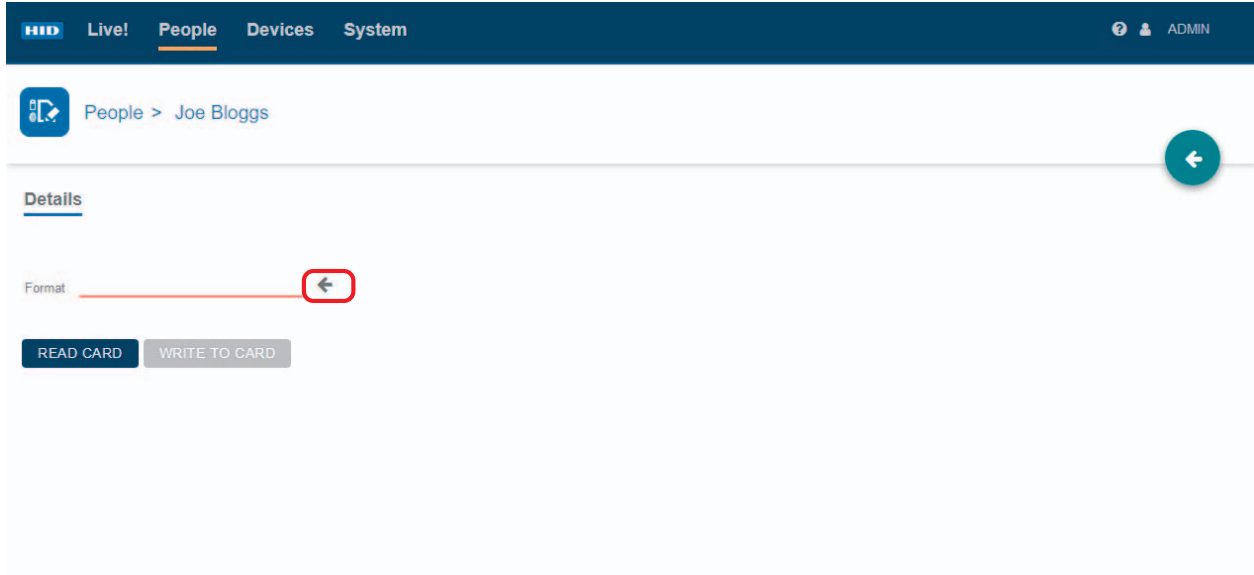 HID Live! People Devices System ADMIN
People > Joe Bloggs
Details
Format
READ CARD WRITE TO CARD